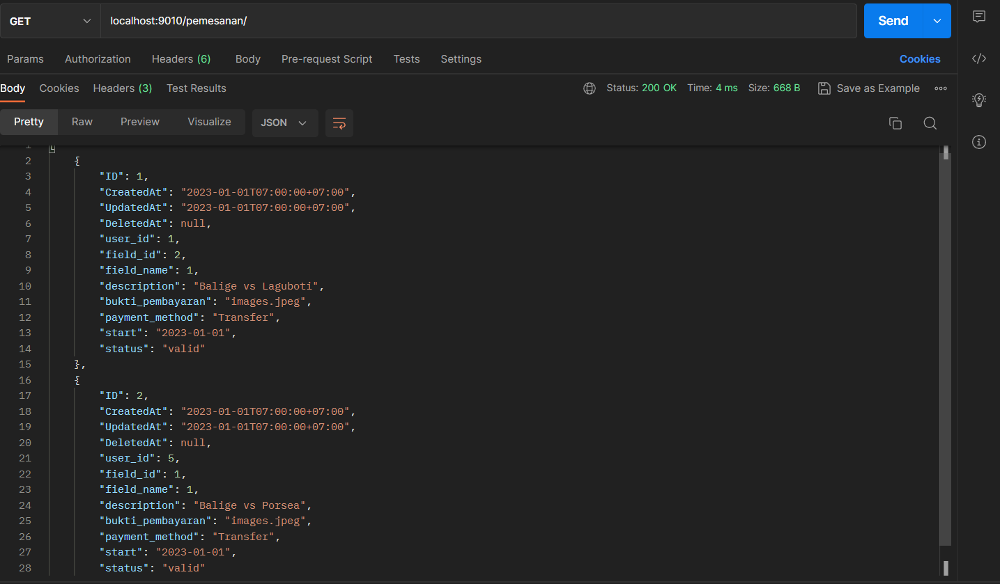 GET localhost:9010/pemesanan/ Send
Params Authorization Headers (6) Body Pre-request Script Tests Settings Cookies
Body Cookies Headers (3) Test Results Status: 200 OK Time: 4 ms Size: 668 B Save as Example
Pretty Raw Preview Visualize JSON
1 [
2 {
3 "ID": 1,
4 "CreatedAt": "2023-01-01T07:00:00+07:00",
5 "UpdatedAt": "2023-01-01T07:00:00+07:00",
6 "DeletedAt": null,
7 "user_id": 1,
8 "field_id": 2,
9 "field_name": 1,
10 "description": "Balige vs Laguboti",
11 "bukti_pembayaran": "images.jpeg",
12 "payment_method": "Transfer",
13 "start": "2023-01-01",
14 "status": "valid"
15 },
16 {
17 "ID": 2,
18 "CreatedAt": "2023-01-01T07:00:00+07:00",
19 "UpdatedAt": "2023-01-01T07:00:00+07:00",
20 "DeletedAt": null,
21 "user_id": 5,
22 "field_id": 1,
23 "field_name": 1,
24 "description": "Balige vs Porsea",
25 "bukti_pembayaran": "images.jpeg",
26 "payment_method": "Transfer",
27 "start": "2023-01-01",
28 "status": "valid"